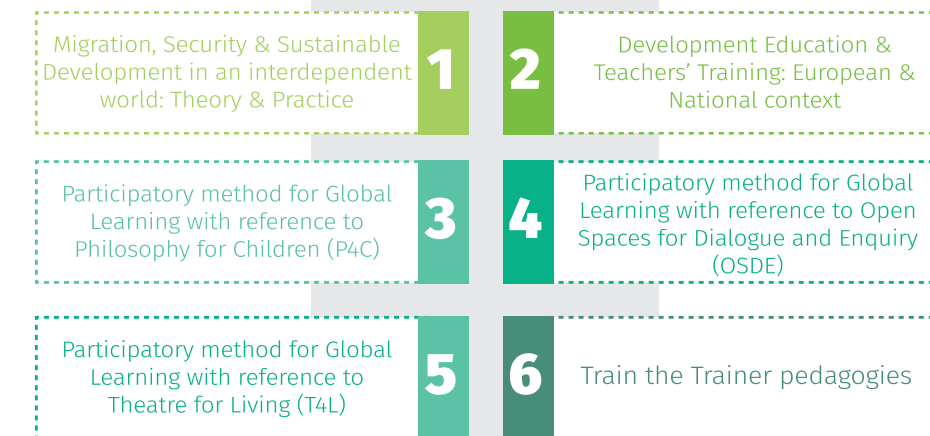 Migration, Security & Sustainable
Development in an interdependent
world: Theory & Practice
1
2
Development Education &
Teachers’ Training: European &
National context
Participatory method for Global
Learning with reference to
Philosophy for Children (P4C)
3
4
Participatory method for Global
Learning with reference to Open
Spaces for Dialogue and Enquiry
(OSDE)
Participatory method for Global
Learning with reference to
Theatre for Living (T4L)
5
6
Train the Trainer pedagogies